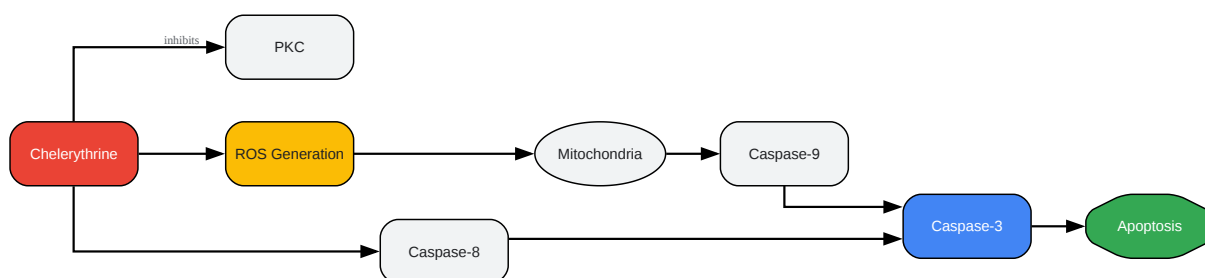 inhibits
PKC
Chelerythrine
ROS Generation
Mitochondria
Caspase-9
Caspase-8
Caspase-3
Apoptosis